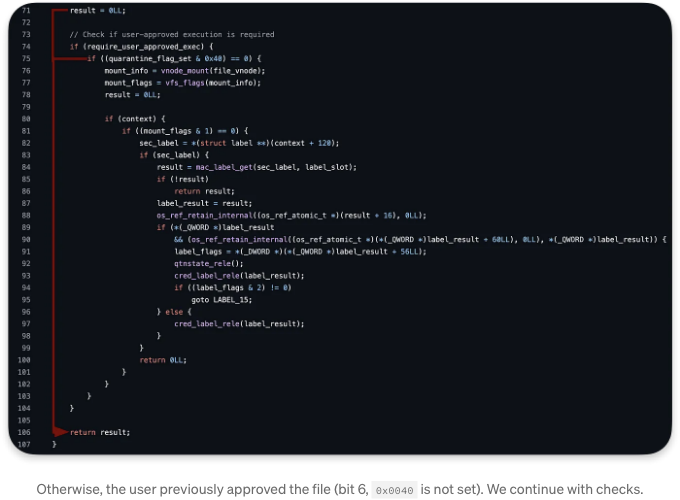 71 result = 0LL;
72
73 // Check if user-approved execution is required
74 if (require_user_approved_exec) {
75 if ((quarantine_flag_set & 0x40) == 0) {
76 mount_info = vnode_mount(file_vnode);
77 mount_flags = vfs_flags(mount_info);
78 result = 0LL;
79
80 if (context) {
81 if ((mount_flags & 1) == 0) {
82 sec_label = *(struct label **)(context + 120);
83 if (sec_label) {
84 result = mac_label_get(sec_label, label_slot);
85 if (!result)
86 return result;
87 label_result = result;
88 os_ref_retain_internal((os_ref_atomic_t *)(result + 16), 0LL);
89 if (*(_QWORD *)label_result
90 && (os_ref_retain_internal((os_ref_atomic_t *)(*(_QWORD *)label_result + 60LL), 0LL), *(_QWORD *)label_result)) {
91 label_flags = *(_DWORD *)(*(_QWORD *)label_result + 56LL);
92 qtnstate_rele();
93 cred_label_rele(label_result);
94 if ((label_flags & 2) != 0)
95 goto LABEL_15;
96 } else {
97 cred_label_rele(label_result);
98 }
99 }
100 return 0LL;
101 }
102 }
103 }
104 }
105
106 return result;
107 }
Otherwise, the user previously approved the file (bit 6, 0x0040 is not set). We continue with checks.